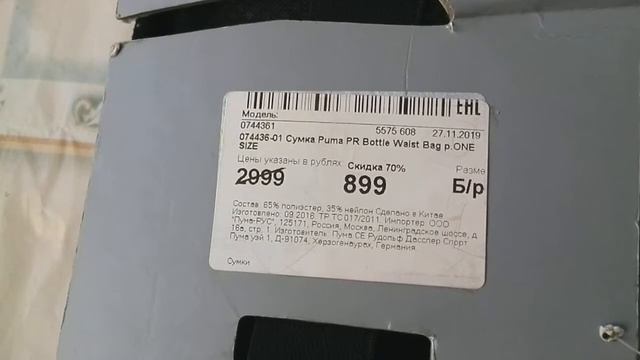 EAC
Модель:
0744361 5575 608 27.11.2019
074436-01 Сумка Puma PR Bottle Waist Bag р.ONE
SIZE
Цены указаны в рублях Скидка 70% Разме
2999 899 Б/р
Состав: 65% полиэстер, 35% нейлон Сделано в Китае
Изготовлено: 09.2016. ТР ТС 017/2011. Импортер: ООО
"Пума-РУС", 125171, Россия, Москва, Ленинградское шоссе, д.
16а, стр. 1. Изготовитель: Пума СЕ Рудольф Дасслер Спорт
Пума уэй 1, Д-91074, Херзогенаурах, Германия.
Сумки